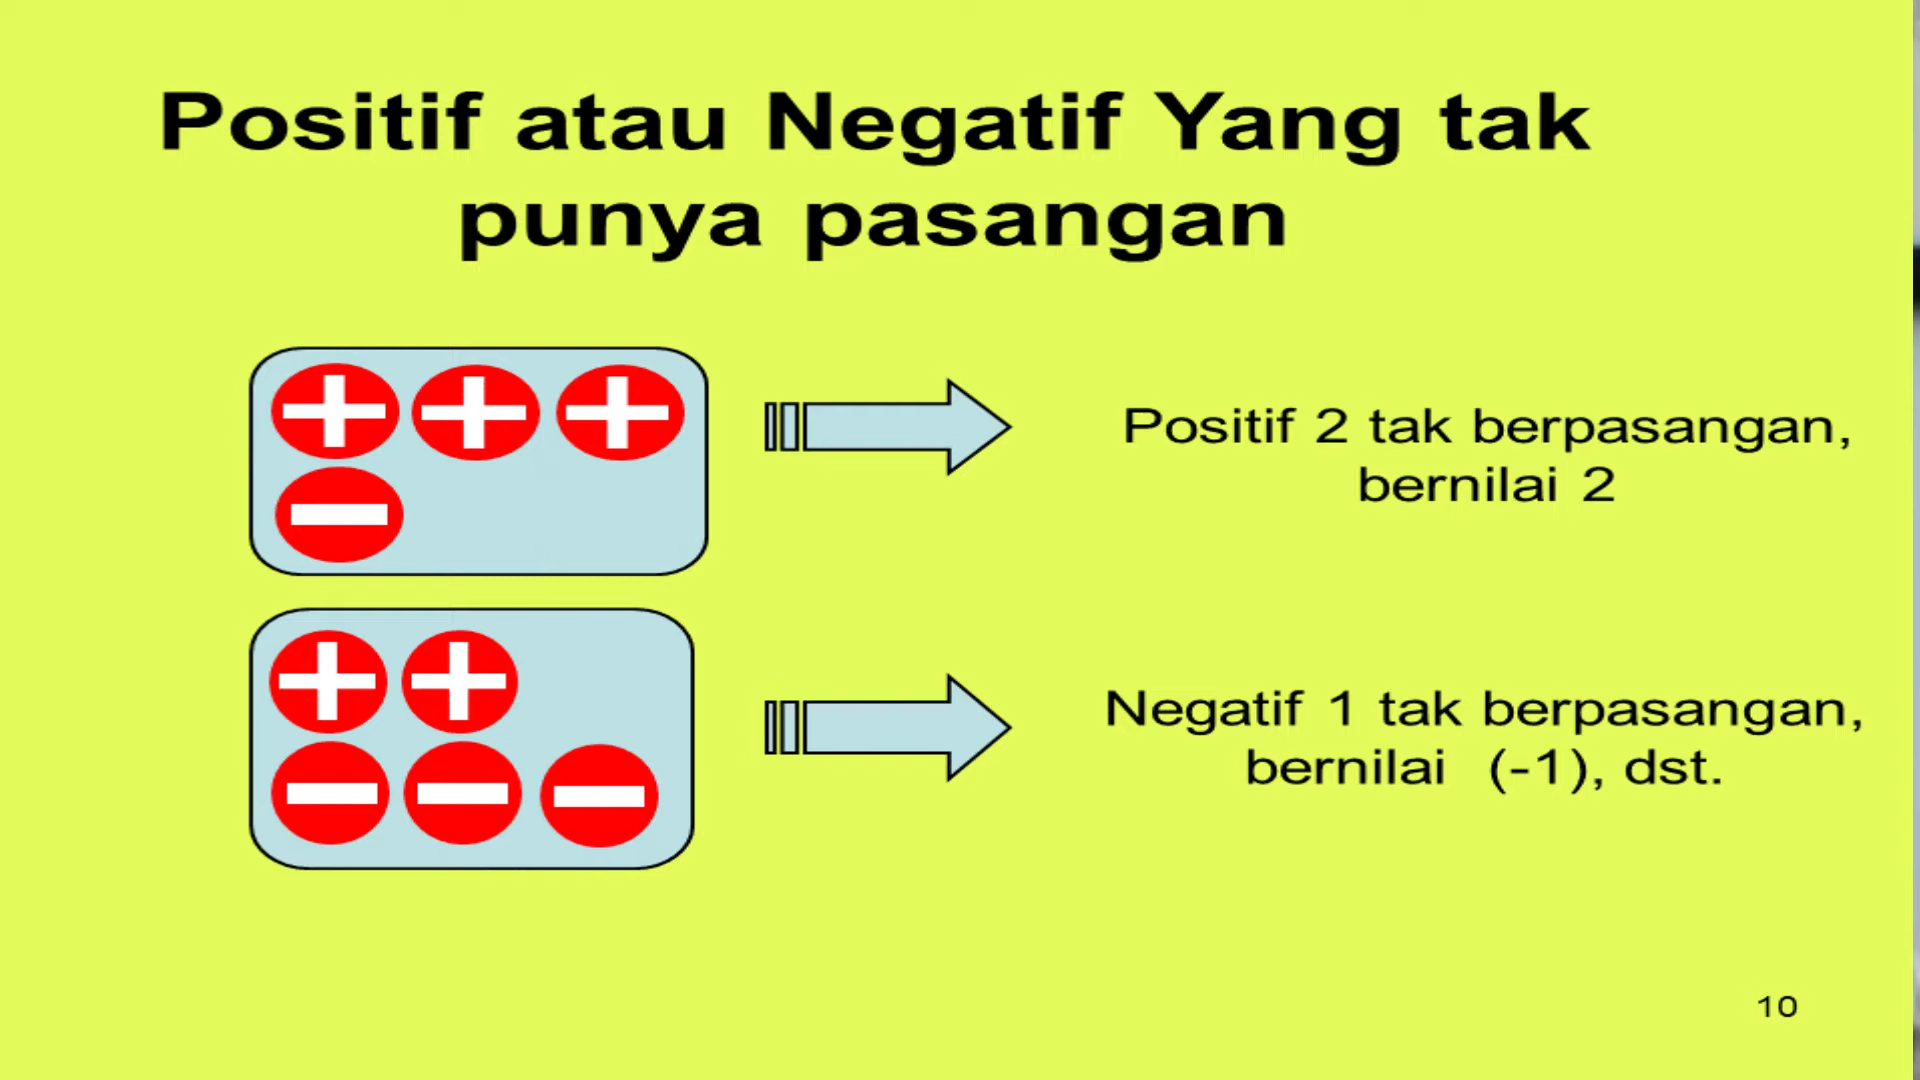 Positif atau Negatif Yang tak
punya pasangan
Positif 2 tak berpasangan,
bernilai 2
Negatif 1 tak berpasangan,
bernilai (-1), dst.
10